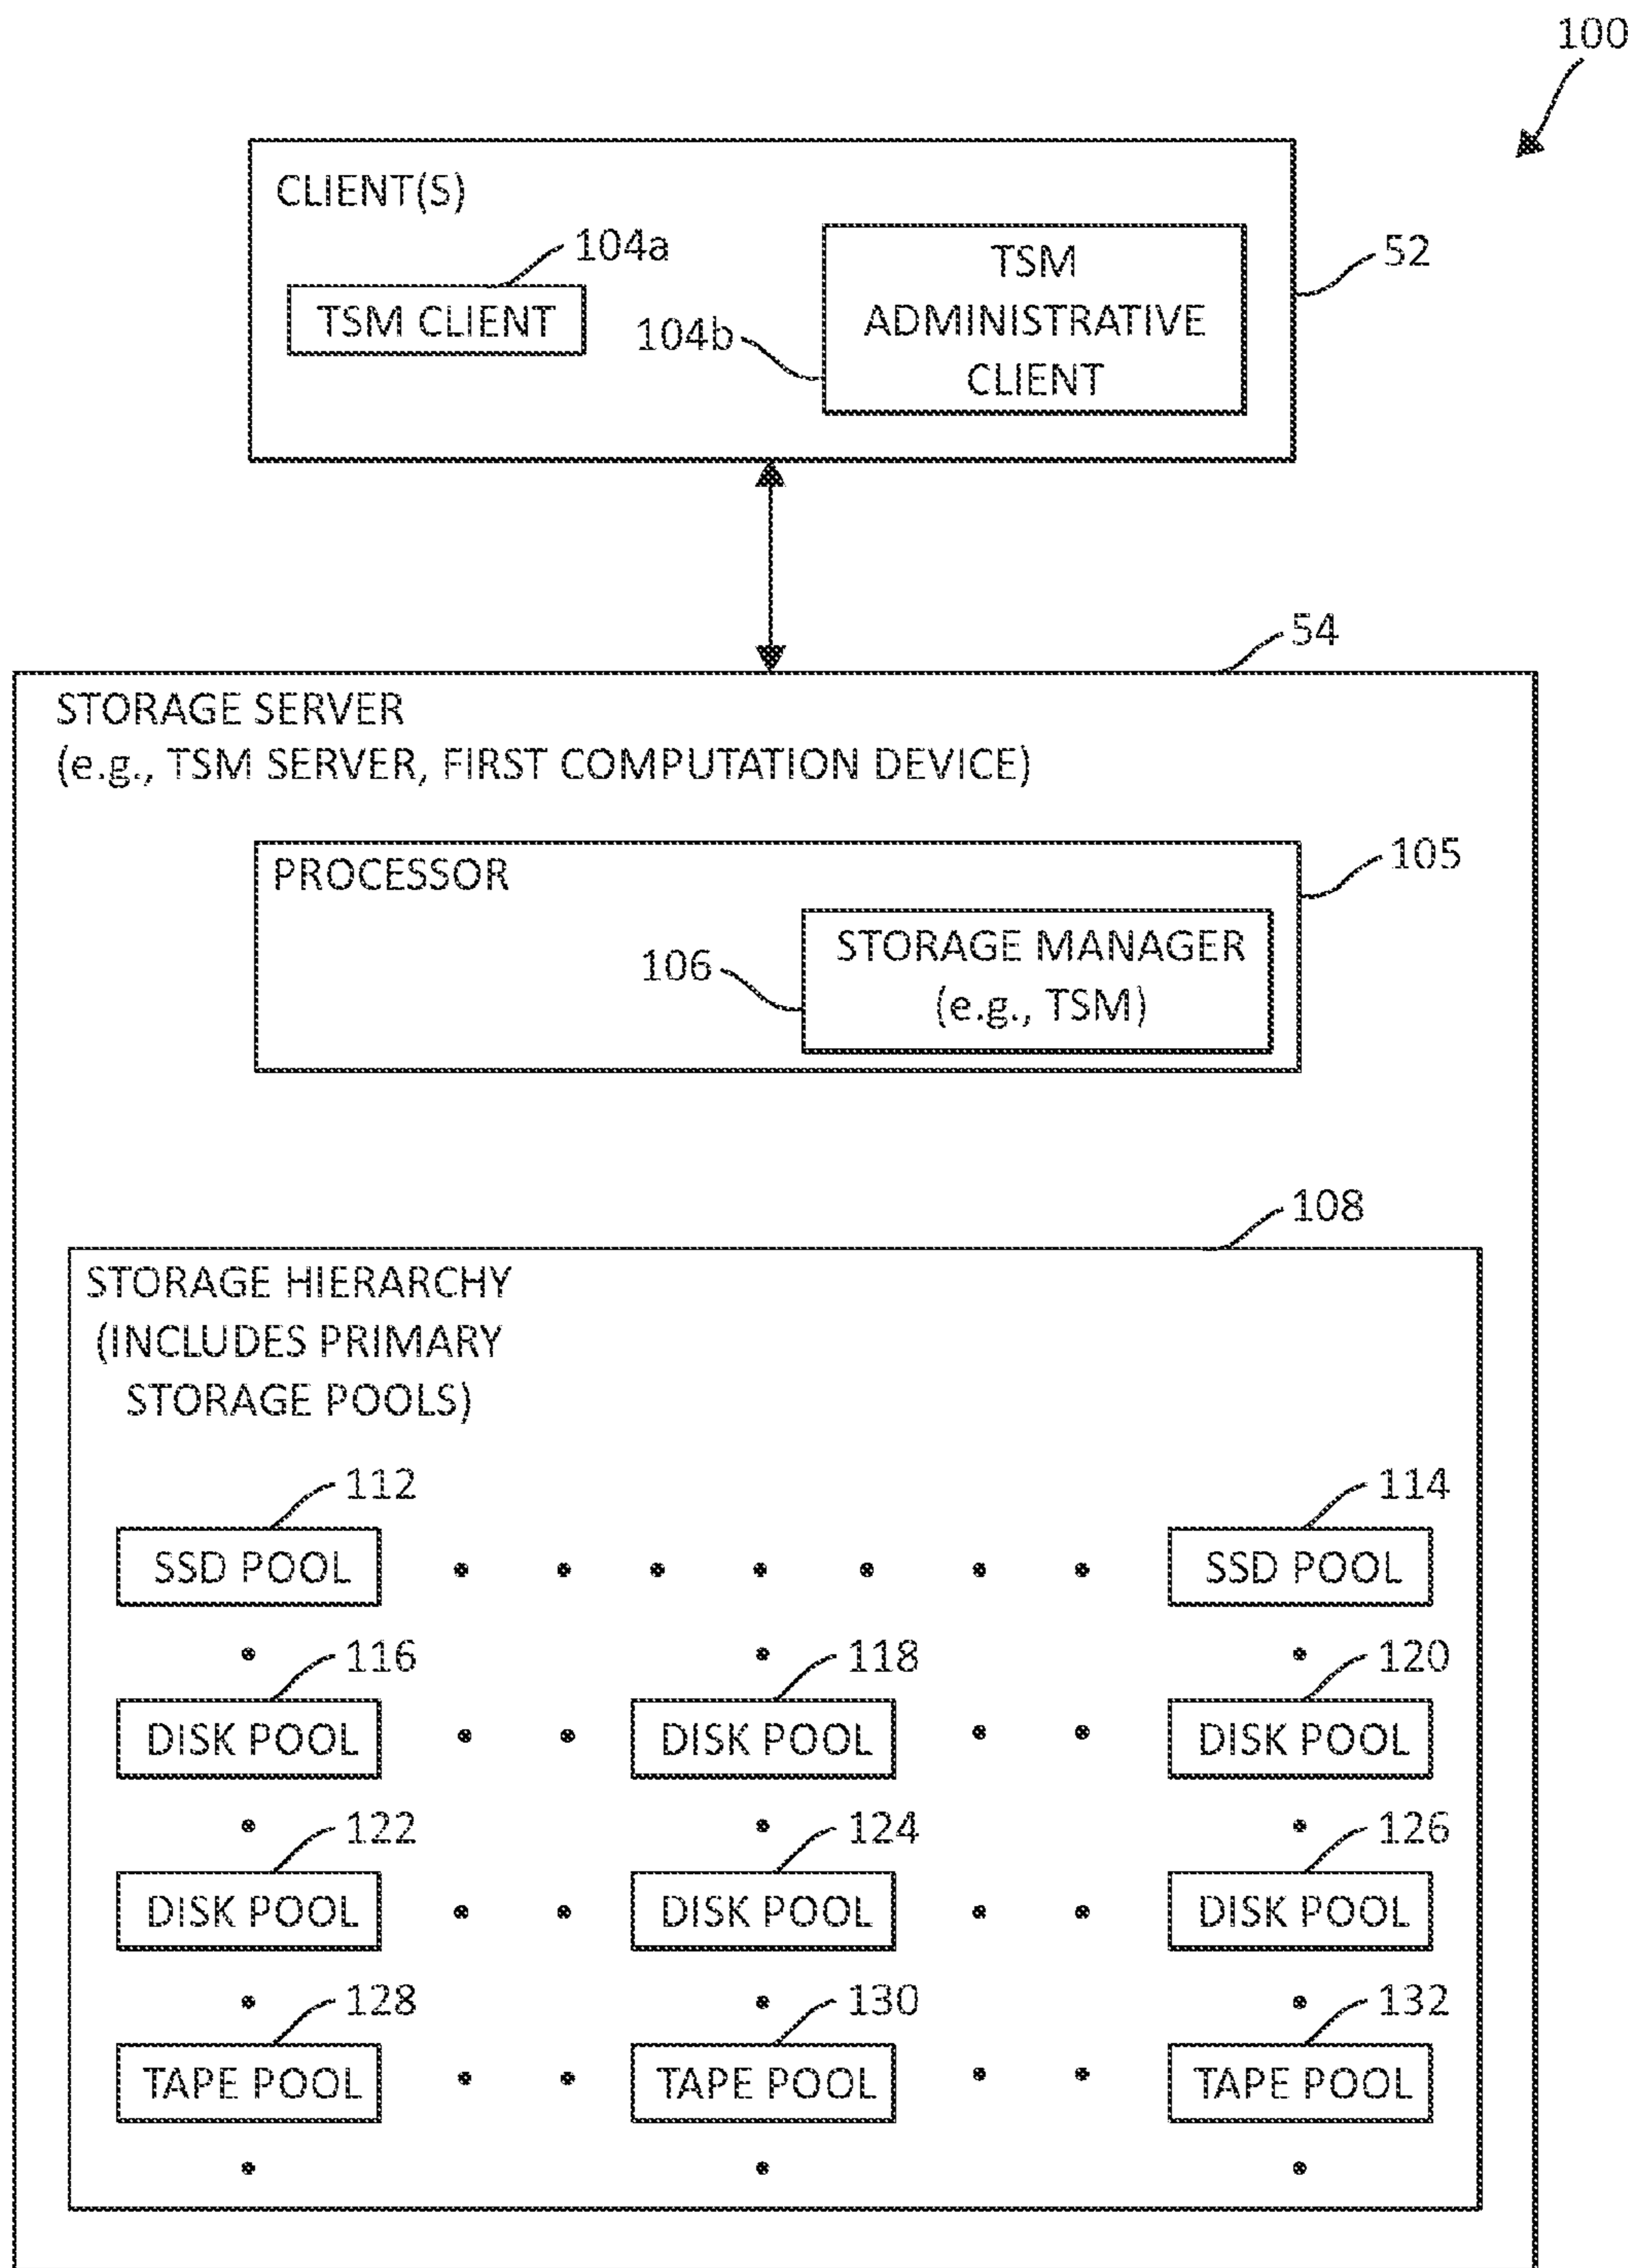 100
CLIENT(S)
104a
TSM CLIENT
104b
TSM
ADMINISTRATIVE
CLIENT
52
54
STORAGE SERVER
(e.g., TSM SERVER, FIRST COMPUTATION DEVICE)
PROCESSOR
105
106
STORAGE MANAGER
(e.g., TSM)
108
STORAGE HIERARCHY
(INCLUDES PRIMARY
STORAGE POOLS)
112
114
SSD POOL
SSD POOL
116
118
120
DISK POOL
DISK POOL
DISK POOL
122
124
126
DISK POOL
DISK POOL
DISK POOL
128
130
132
TAPE POOL
TAPE POOL
TAPE POOL